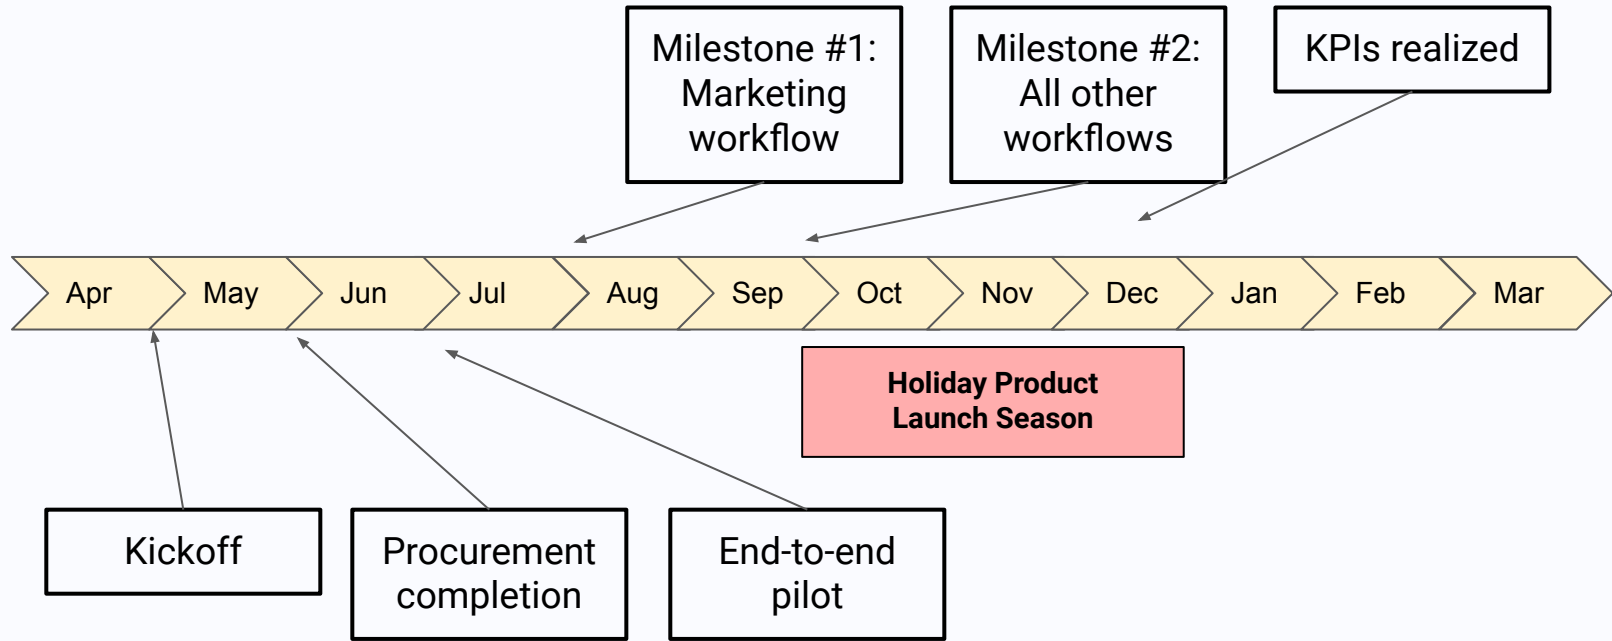 Milestone #1:
Marketing
workflow
Milestone #2:
All other
workflows
KPIs realized
Apr May Jun Jul Aug Sep Oct Nov Dec Jan Feb Mar
Holiday Product
Launch Season
Kickoff
Procurement
completion
End-to-end
pilot